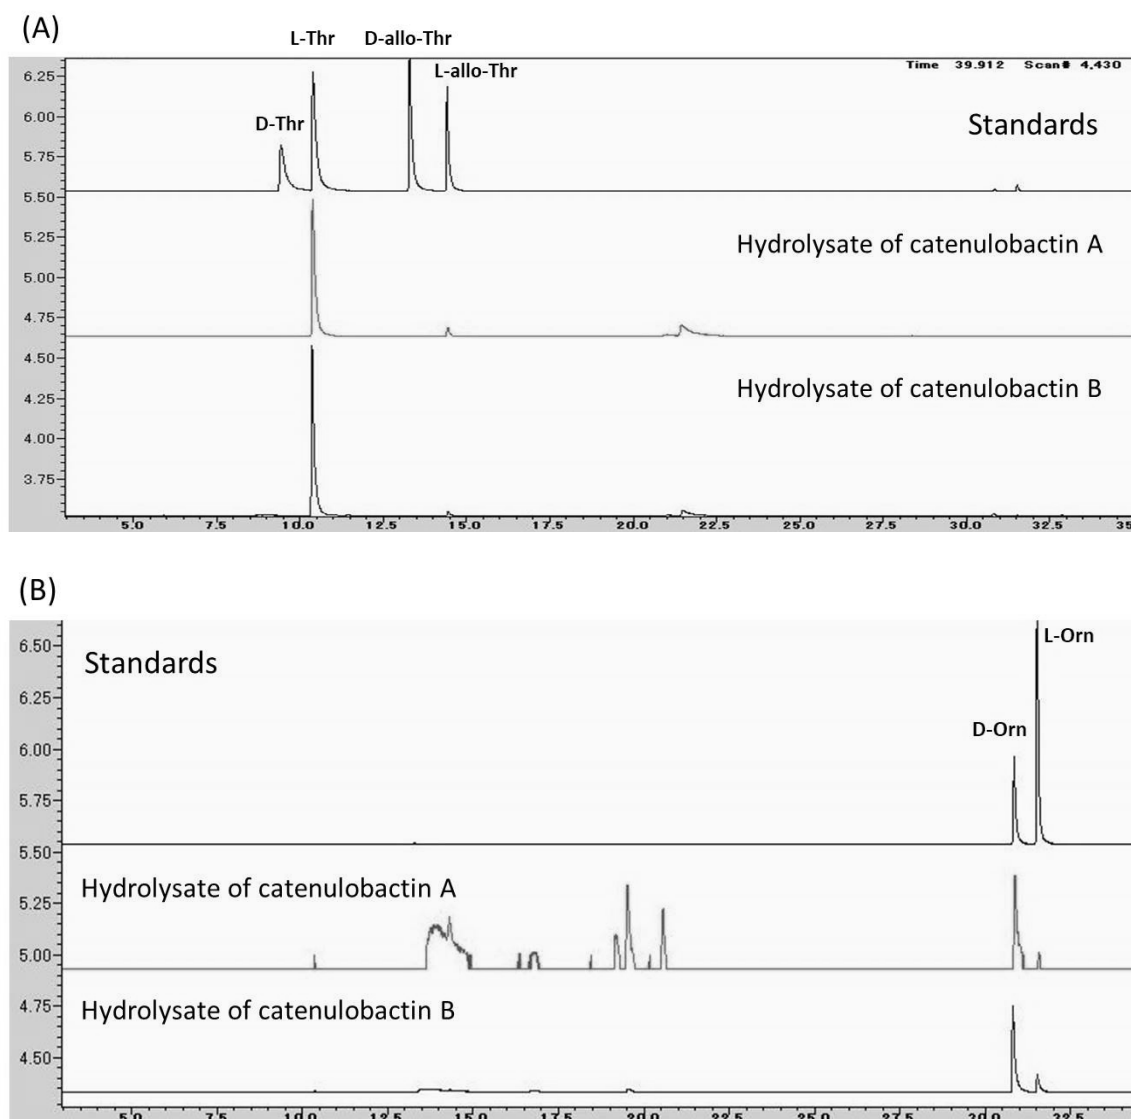 (A)
L-Thr D-allo-Thr
L-allo-Thr
D-Thr
Time 39.912 Scan# 4,430
Standards
6.25
6.00
5.75
5.50
5.25
5.00
4.75
4.50
4.25
4.00
3.75
Hydrolysate of catenulobactin A
Hydrolysate of catenulobactin B
5.0 7.5 10.0 12.5 15.0 17.5 20.0 22.5 25.0 27.5 30.0 32.5 35
(B)
Standards
L-Orn
D-Orn
6.50
6.25
6.00
5.75
5.50
5.25
5.00
4.75
4.50
Hydrolysate of catenulobactin A
Hydrolysate of catenulobactin B
5.0 7.5 10.0 12.5 15.0 17.5 20.0 22.5 25.0 27.5 30.0 32.5